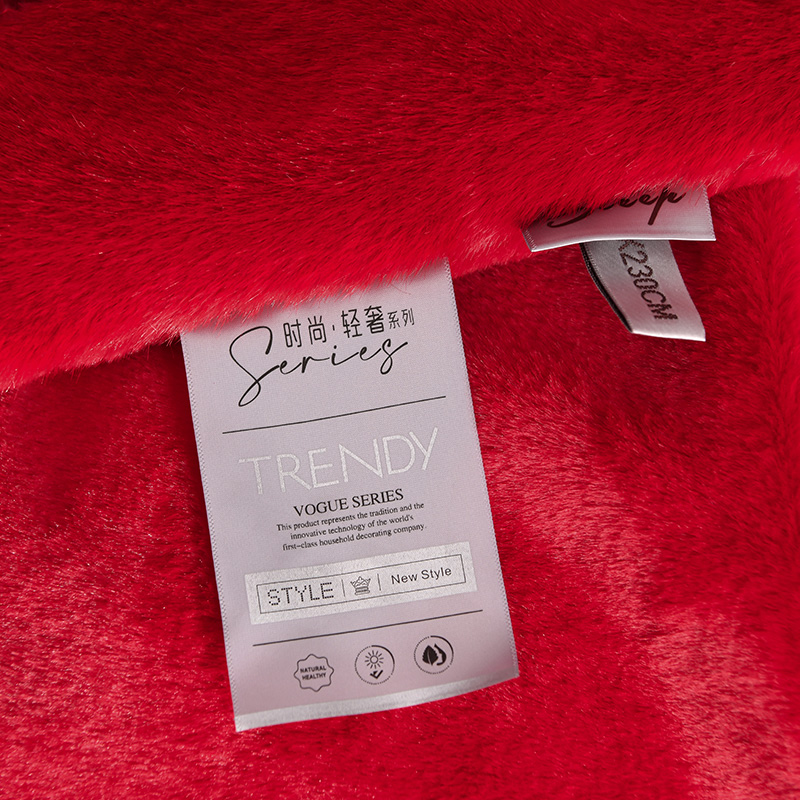 时尚·轻奢系列
Series
TRENDY
VOGUE SERIES
This product represents the tradition and the
innovative technology of the world's
first-class household decorating company.
STYLE New Style
NATURAL
HEALTHY
×230CM